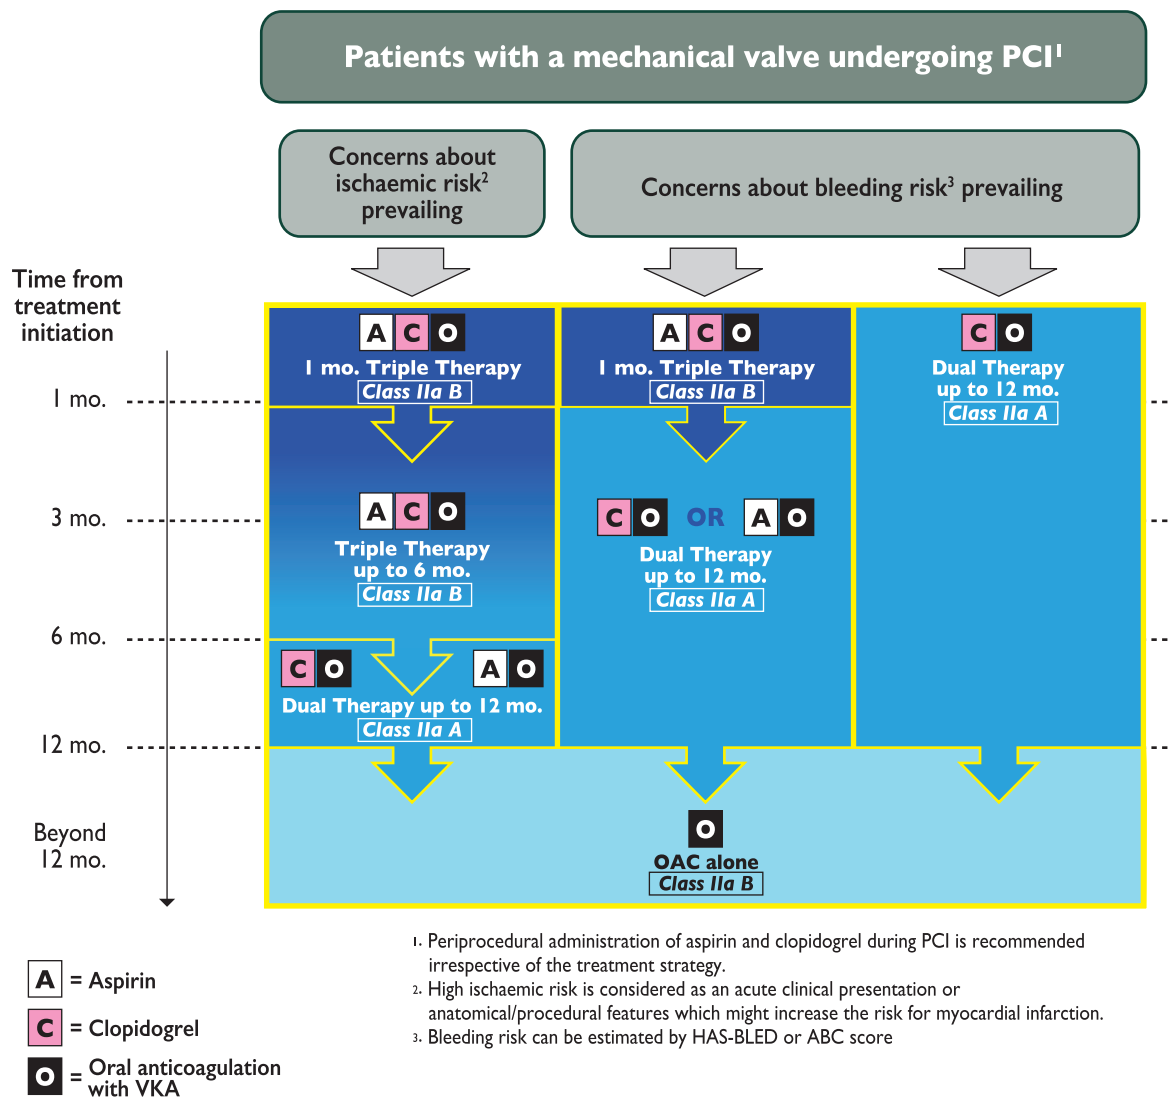 Patients with a mechanical valve undergoing PCI¹
Concerns about
ischaemic risk²
prevailing
Concerns about bleeding risk³ prevailing
Time from
treatment
initiation
A C O
1 mo. Triple Therapy
Class IIa B
A C O
1 mo. Triple Therapy
Class IIa B
C O
Dual Therapy
up to 12 mo.
Class IIa A
1 mo.
3 mo.
A C O
Triple Therapy
up to 6 mo.
Class IIa B
C O OR A O
Dual Therapy
up to 12 mo.
Class IIa A
6 mo.
C O A O
Dual Therapy up to 12 mo.
Class IIa A
12 mo.
Beyond
12 mo.
O
OAC alone
Class IIa B
A = Aspirin
C = Clopidogrel
O = Oral anticoagulation
with VKA
1. Periprocedural administration of aspirin and clopidogrel during PCI is recommended
irrespective of the treatment strategy.
2. High ischaemic risk is considered as an acute clinical presentation or
anatomical/procedural features which might increase the risk for myocardial infarction.
3. Bleeding risk can be estimated by HAS-BLED or ABC score